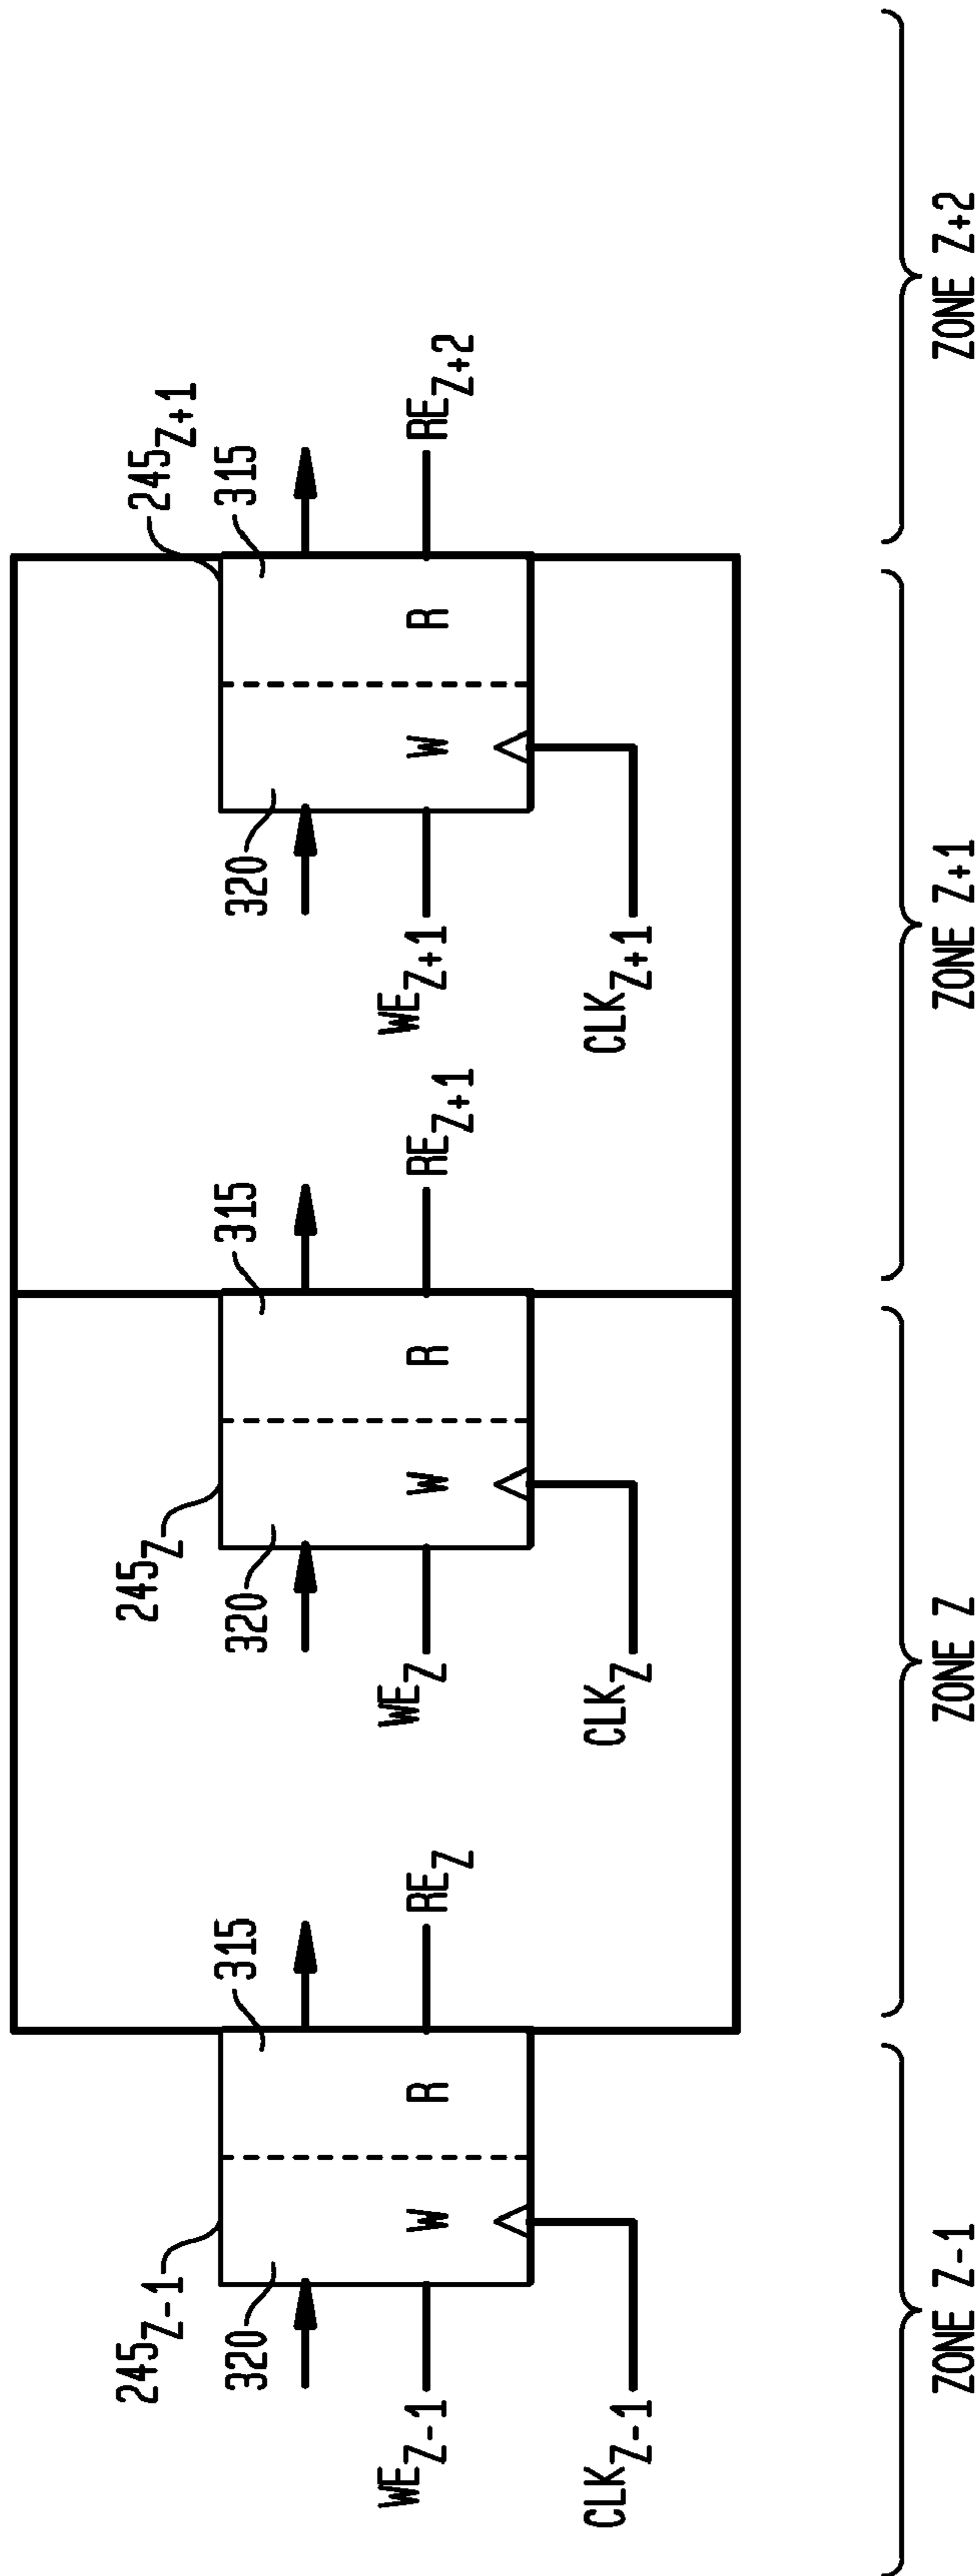 245Z-1
320
315
WEZ-1
REZ
CLKZ-1
245Z
320
315
WEZ
REZ+1
CLKZ
245Z+1
320
315
WEZ+1
REZ+2
CLKZ+1
W
R
W
R
W
R
ZONE Z-1
ZONE Z
ZONE Z+1
ZONE Z+2